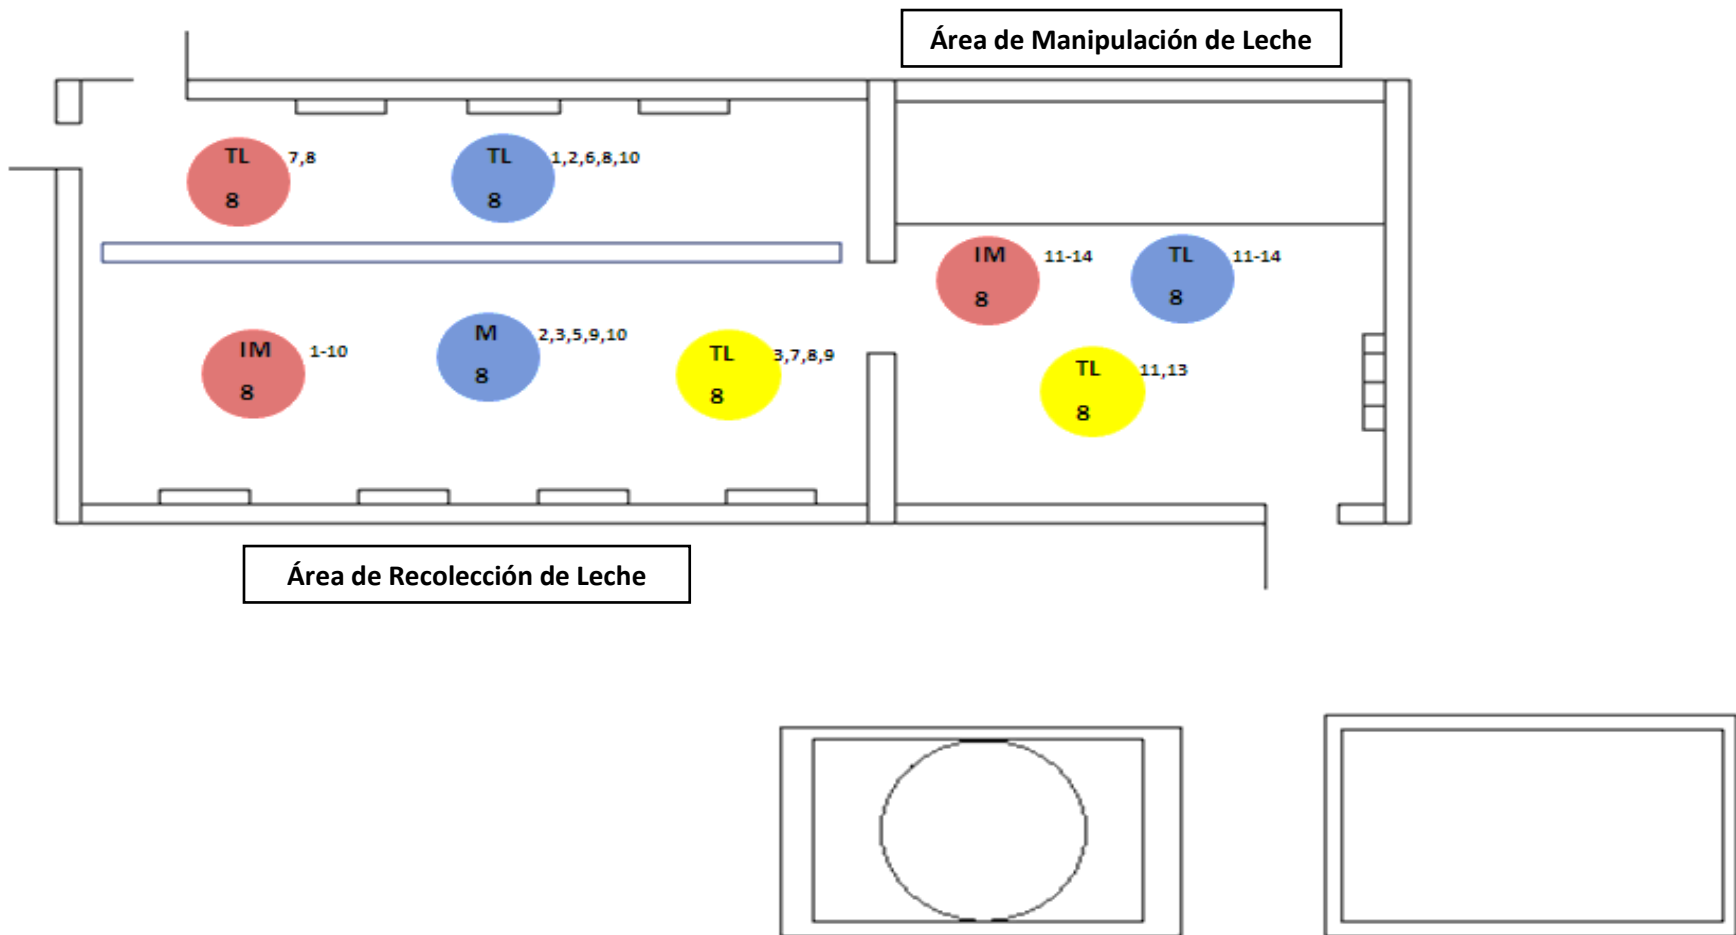 Área de Manipulación de Leche
TL 7,8
8
TL 1,2,6,8,10
8
IM 11-14
8
TL 11-14
8
IM 1-10
8
M 2,3,5,9,10
8
TL 3,7,8,9
8
TL 11,13
8
Área de Recolección de Leche